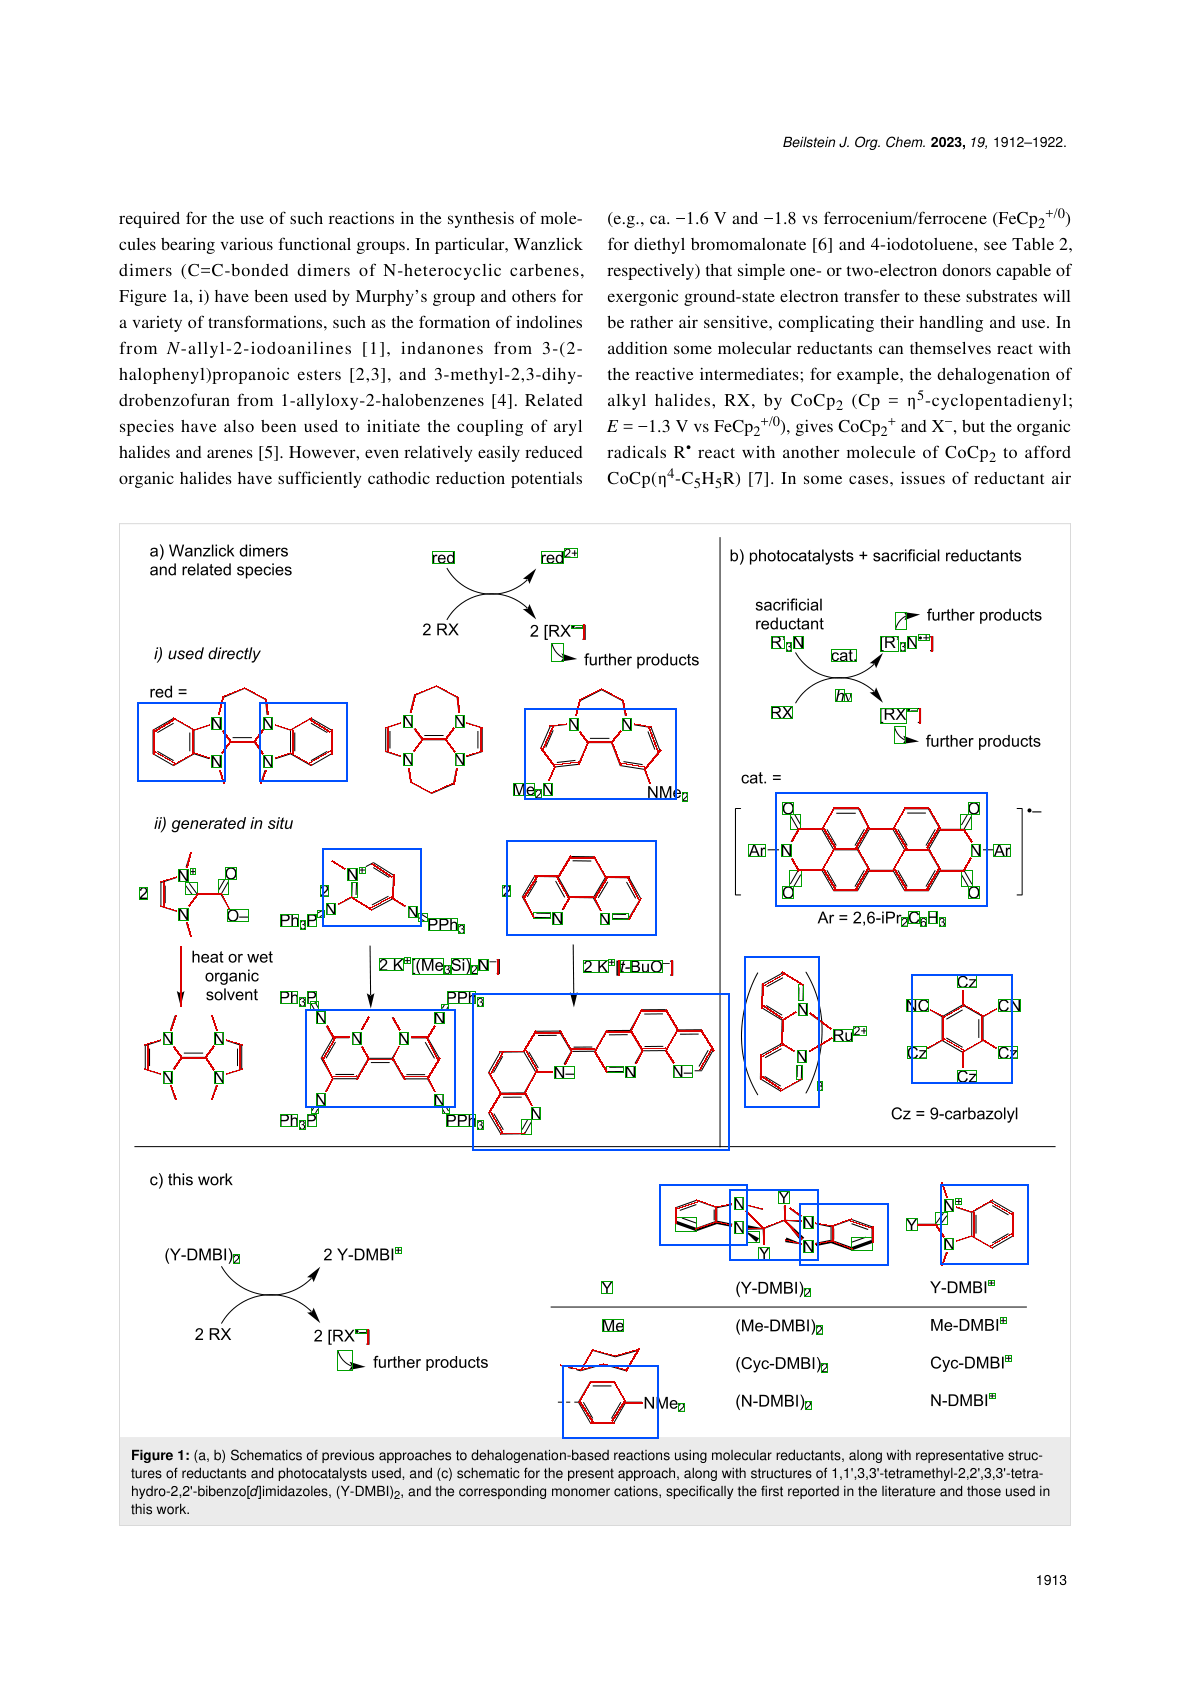 Beilstein J. Org. Chem. 2023, 19, 1912–1922.
required for the use of such reactions in the synthesis of mole-
cules bearing various functional groups. In particular, Wanzlick
dimers (C=C-bonded dimers of N-heterocyclic carbenes,
Figure 1a, i) have been used by Murphy's group and others for
a variety of transformations, such as the formation of indolines
from N-allyl-2-iodoanilines [1], indanones from 3-(2-
halophenyl)propanoic esters [2,3], and 3-methyl-2,3-dihy-
drobenzofuran from 1-allyloxy-2-halobenzenes [4]. Related
species have also been used to initiate the coupling of aryl
halides and arenes [5]. However, even relatively easily reduced
organic halides have sufficiently cathodic reduction potentials
(e.g., ca. −1.6 V and −1.8 vs ferrocenium/ferrocene (FeCp2+/0)
for diethyl bromomalonate [6] and 4-iodotoluene, see Table 2,
respectively) that simple one- or two-electron donors capable of
exergonic ground-state electron transfer to these substrates will
be rather air sensitive, complicating their handling and use. In
addition some molecular reductants can themselves react with
the reactive intermediates; for example, the dehalogenation of
alkyl halides, RX, by CoCp2 (Cp = η5-cyclopentadienyl;
E = −1.3 V vs FeCp2+/0), gives CoCp2+ and X−, but the organic
radicals R• react with another molecule of CoCp2 to afford
CoCp(η4-C5H5R) [7]. In some cases, issues of reductant air
a) Wanzlick dimers
and related species
red
red2+
2 RX
2 [RX•−]
further products
i) used directly
red =
N
N
N
N
N
N
N
N
N
N
Me2N
NMe2
ii) generated in situ
2
N+
N
O
O−
2
N+
N
N
Ph3P
PPh3
2
N
N
heat or wet
organic
solvent
2 K+[(Me3Si)2N−]
2 K+[t-BuO−]
N
N
N
N
Ph3P
PPh3
N
N
N
N
N
N
Ph3P
PPh3
N−
N
N−
N
b) photocatalysts + sacrificial reductants
sacrificial
reductant
R3N
[R3N•+]
further products
cat.
hν
RX
[RX•−]
further products
cat. =
O
O
Ar
N
N
Ar
O
O
•−
Ar = 2,6-iPr2C6H3
N
N
Ru2+
3
Cz
NC
CN
Cz
Cz
Cz
Cz = 9-carbazolyl
c) this work
(Y-DMBI)2
2 Y-DMBI+
2 RX
2 [RX•−]
further products
N
N
Y
Y
N
N
Y
N+
N
Y
(Y-DMBI)2
Y-DMBI+
Me
(Me-DMBI)2
Me-DMBI+
(Cyc-DMBI)2
Cyc-DMBI+
NMe2
(N-DMBI)2
N-DMBI+
Figure 1: (a, b) Schematics of previous approaches to dehalogenation-based reactions using molecular reductants, along with representative struc-
tures of reductants and photocatalysts used, and (c) schematic for the present approach, along with structures of 1,1',3,3'-tetramethyl-2,2',3,3'-tetra-
hydro-2,2'-bibenzo[d]imidazoles, (Y-DMBI)2, and the corresponding monomer cations, specifically the first reported in the literature and those used in
this work.
1913